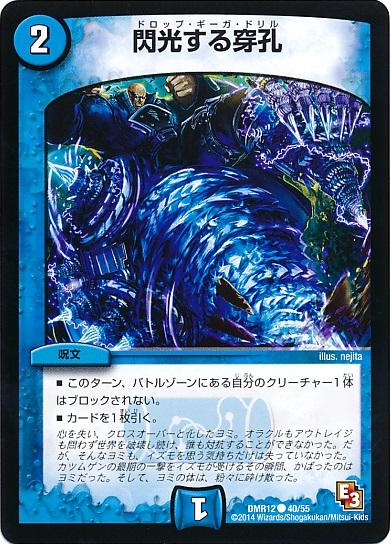 2
ドロップ・ギーガ・ドリル
閃光する穿孔
呪文
illus. nejita
■ このターン、バトルゾーンにある自分のクリーチャー1体
はブロックされない。
■ カードを1枚引く。
心を失い、クロスオーバーと化したヨミ。オラクルもアウトレイジ
も問わず世界を破壊し続け、誰も対抗することができなかった。だ
が、そんなヨミも、イズモを思う気持ちだけは失っていなかった。
カツムゲンの最期の一撃をイズモが受けるその瞬間、かばったのは
ヨミだった。そして、ヨミの体は、粉々に砕け散った。
1
DMR12 ● 40/55
©2014 Wizards/Shogakukan/Mitsui-Kids
E3